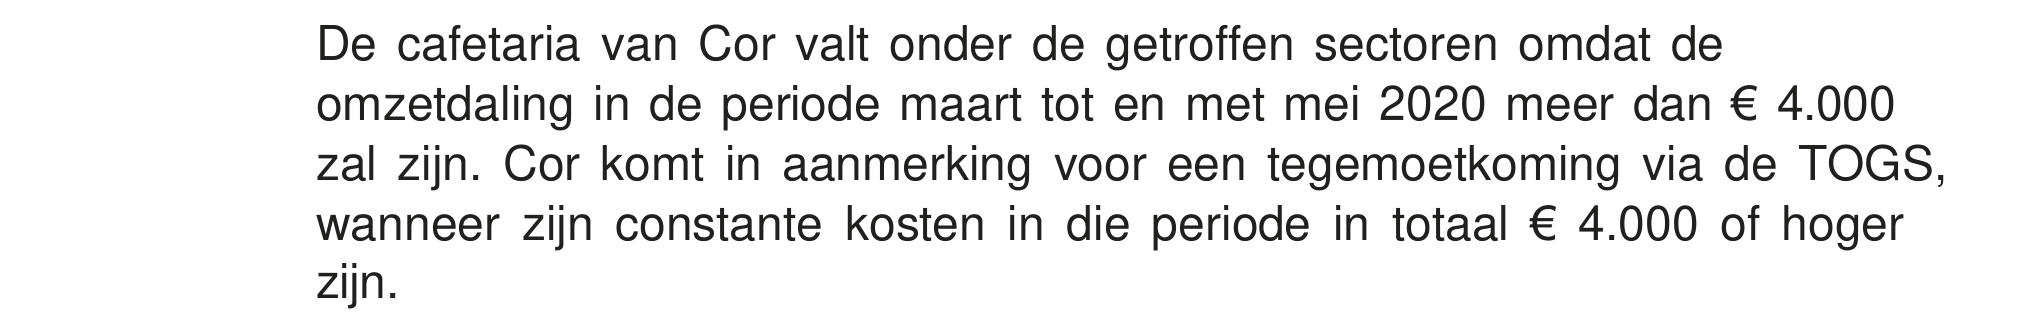 De cafetaria van Cor valt onder de getroffen sectoren omdat de
omzetdaling in de periode maart tot en met mei 2020 meer dan € 4.000
zal zijn. Cor komt in aanmerking voor een tegemoetkoming via de TOGS,
wanneer zijn constante kosten in die periode in totaal € 4.000 of hoger
zijn.